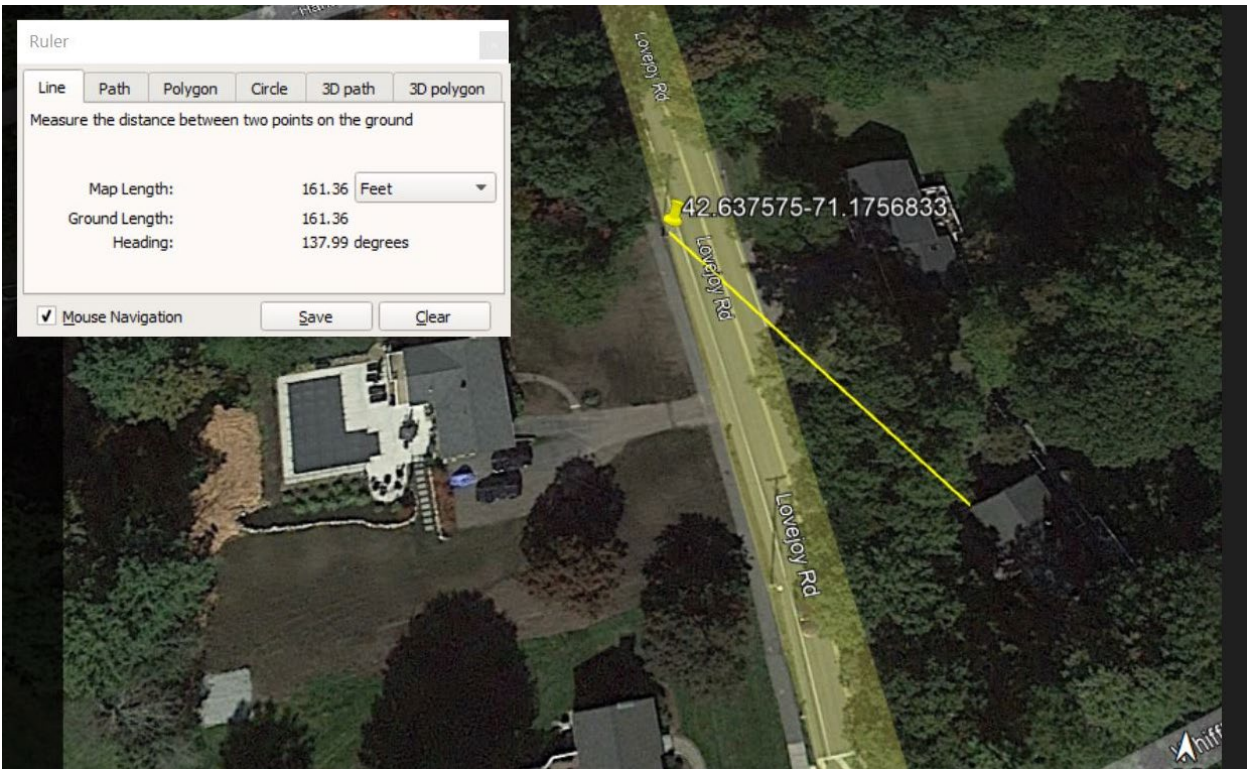 Ruler
Line Path Polygon Circle 3D path 3D polygon
Measure the distance between two points on the ground
Map Length: 161.36 Feet
Ground Length: 161.36
Heading: 137.99 degrees
Mouse Navigation Save Clear
Lovejoy Rd
42.637575-71.1756833
Lovejoy Rd
Lovejoy Rd